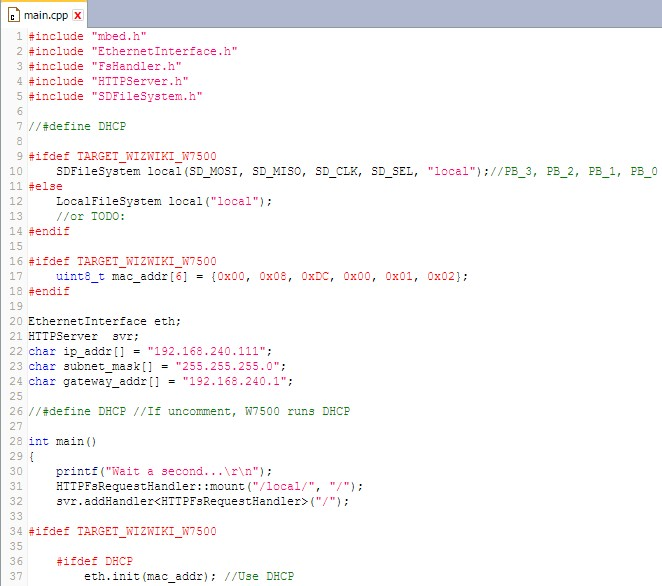 main.cpp x
1 #include "mbed.h"
2 #include "EthernetInterface.h"
3 #include "FsHandler.h"
4 #include "HTTPServer.h"
5 #include "SDFileSystem.h"
6
7 //#define DHCP
8
9 #ifdef TARGET_WIZWIKI_W7500
10     SDFileSystem local(SD_MOSI, SD_MISO, SD_CLK, SD_SEL, "local");//PB_3, PB_2, PB_1, PB_0
11 #else
12     LocalFileSystem local("local");
13     //or TODO:
14 #endif
15
16 #ifdef TARGET_WIZWIKI_W7500
17     uint8_t mac_addr[6] = {0x00, 0x08, 0xDC, 0x00, 0x01, 0x02};
18 #endif
19
20 EthernetInterface eth;
21 HTTPServer  svr;
22 char ip_addr[] = "192.168.240.111";
23 char subnet_mask[] = "255.255.255.0";
24 char gateway_addr[] = "192.168.240.1";
25
26 //#define DHCP //If uncomment, W7500 runs DHCP
27
28 int main()
29 {
30     printf("Wait a second...\r\n");
31     HTTPFsRequestHandler::mount("/local/", "/");
32     svr.addHandler<HTTPFsRequestHandler>("/");
33
34 #ifdef TARGET_WIZWIKI_W7500
35
36     #ifdef DHCP
37         eth.init(mac_addr); //Use DHCP